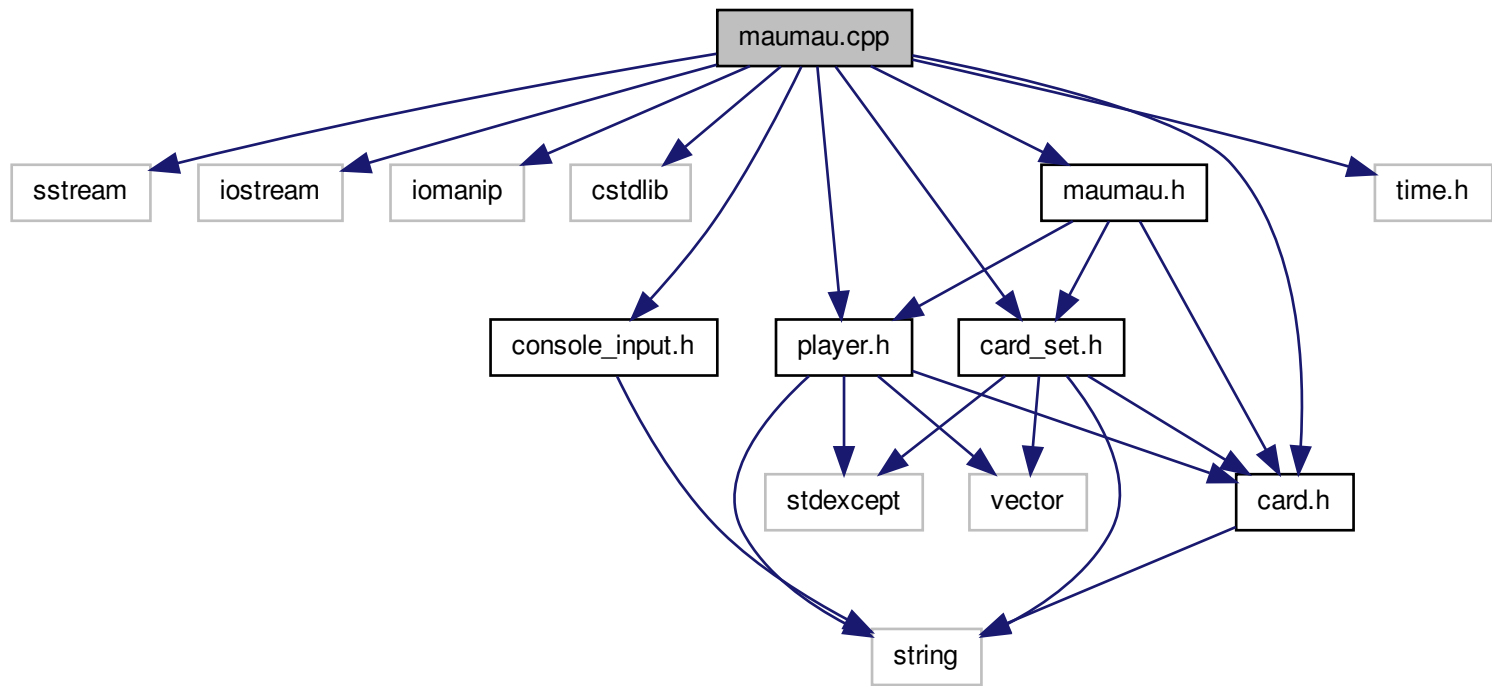 maumau.cpp
sstream
iostream
iomanip
cstdlib
maumau.h
time.h
console_input.h
player.h
card_set.h
stdexcept
vector
card.h
string